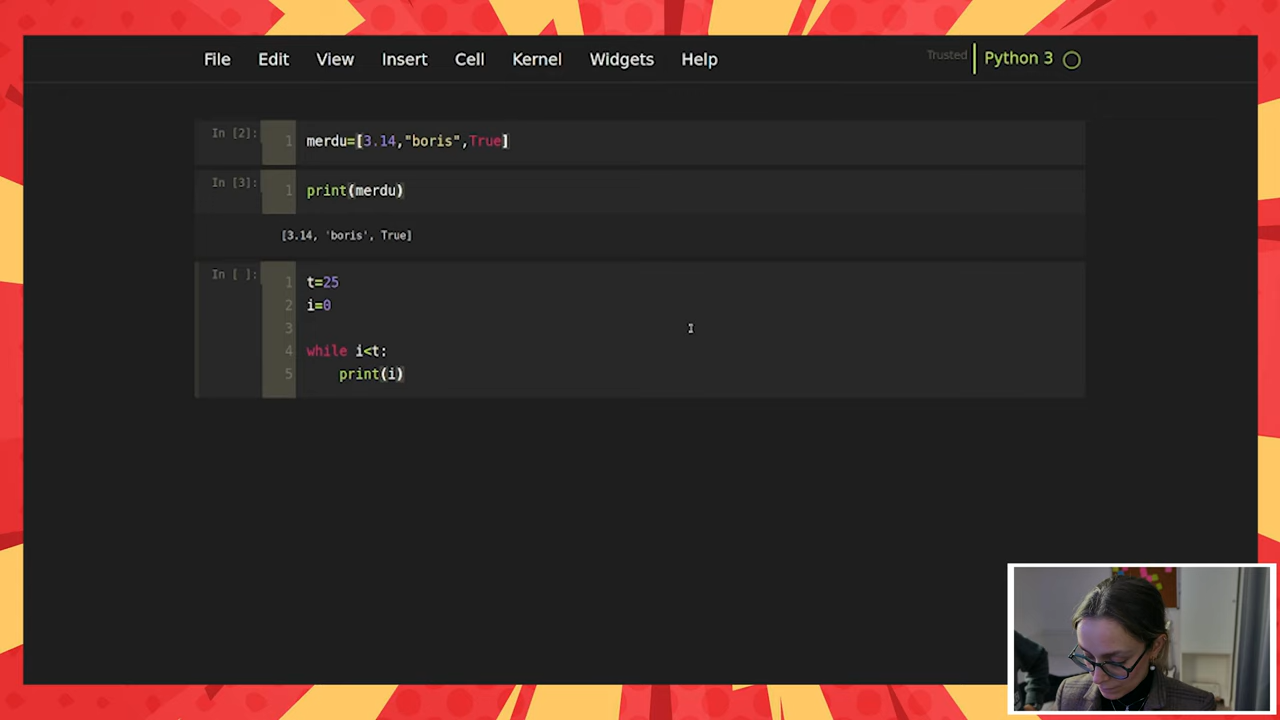 File Edit View Insert Cell Kernel Widgets Help Trusted Python 3
In [2]: 1 merdu=[3.14,"boris",True]
In [3]: 1 print(merdu)
[3.14, 'boris', True]
In [ ]: 1 t=25
2 i=0
3
4 while i<t:
5 print(i)